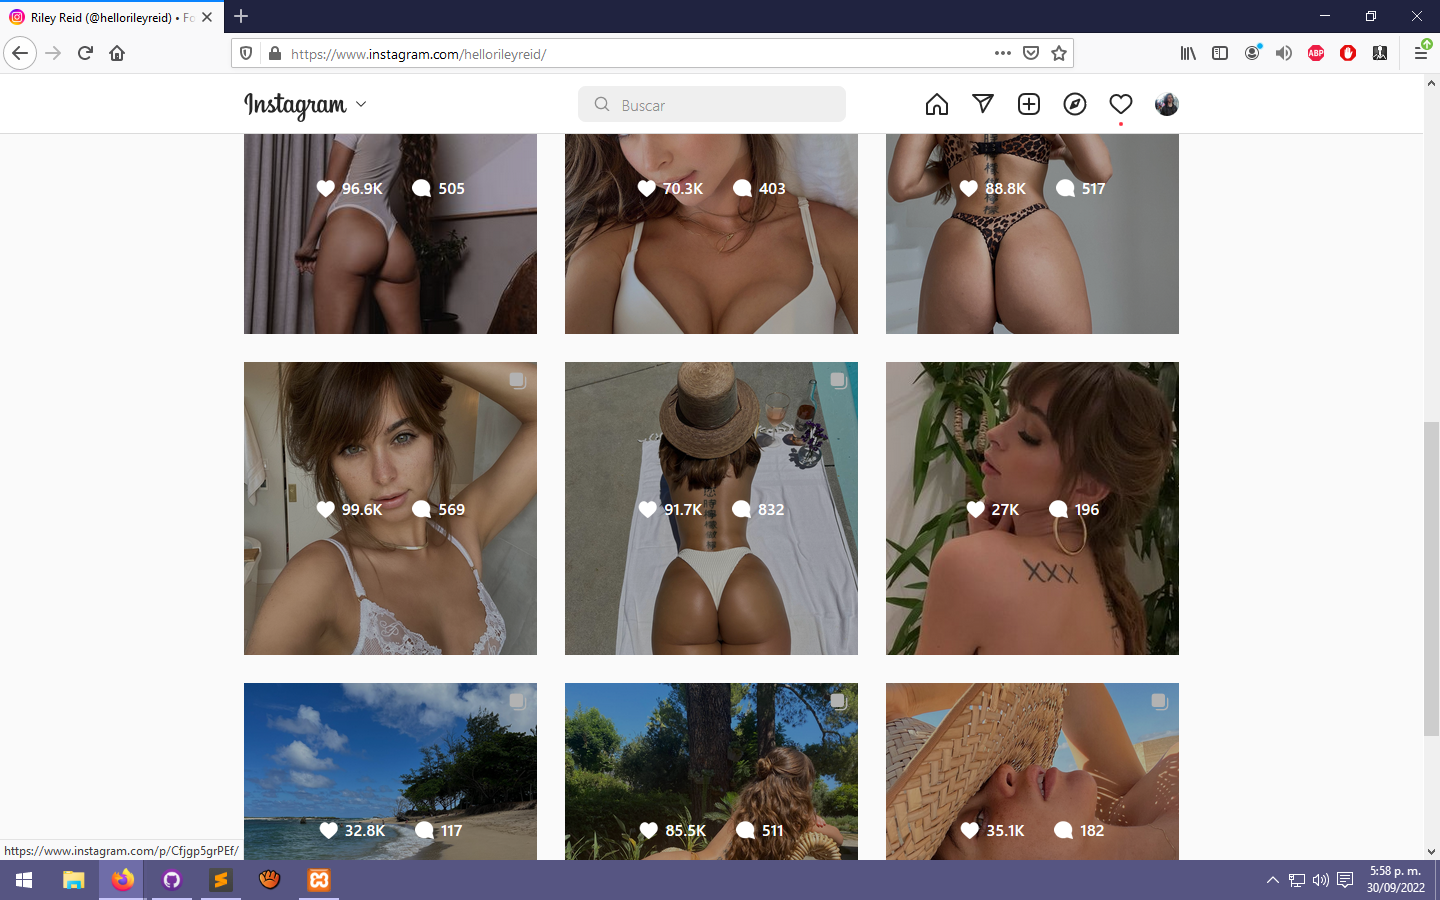 Riley Reid (@hellorileyreid) • Fo
https://www.instagram.com/hellorileyreid/
ABP
Instagram
Buscar
96.9K 505
70.3K 403
88.8K 517
99.6K 569
91.7K 832
27K 196
XXX
32.8K 117
85.5K 511
35.1K 182
https://www.instagram.com/p/Cfjgp5grPEf/
5:58 p. m.
30/09/2022